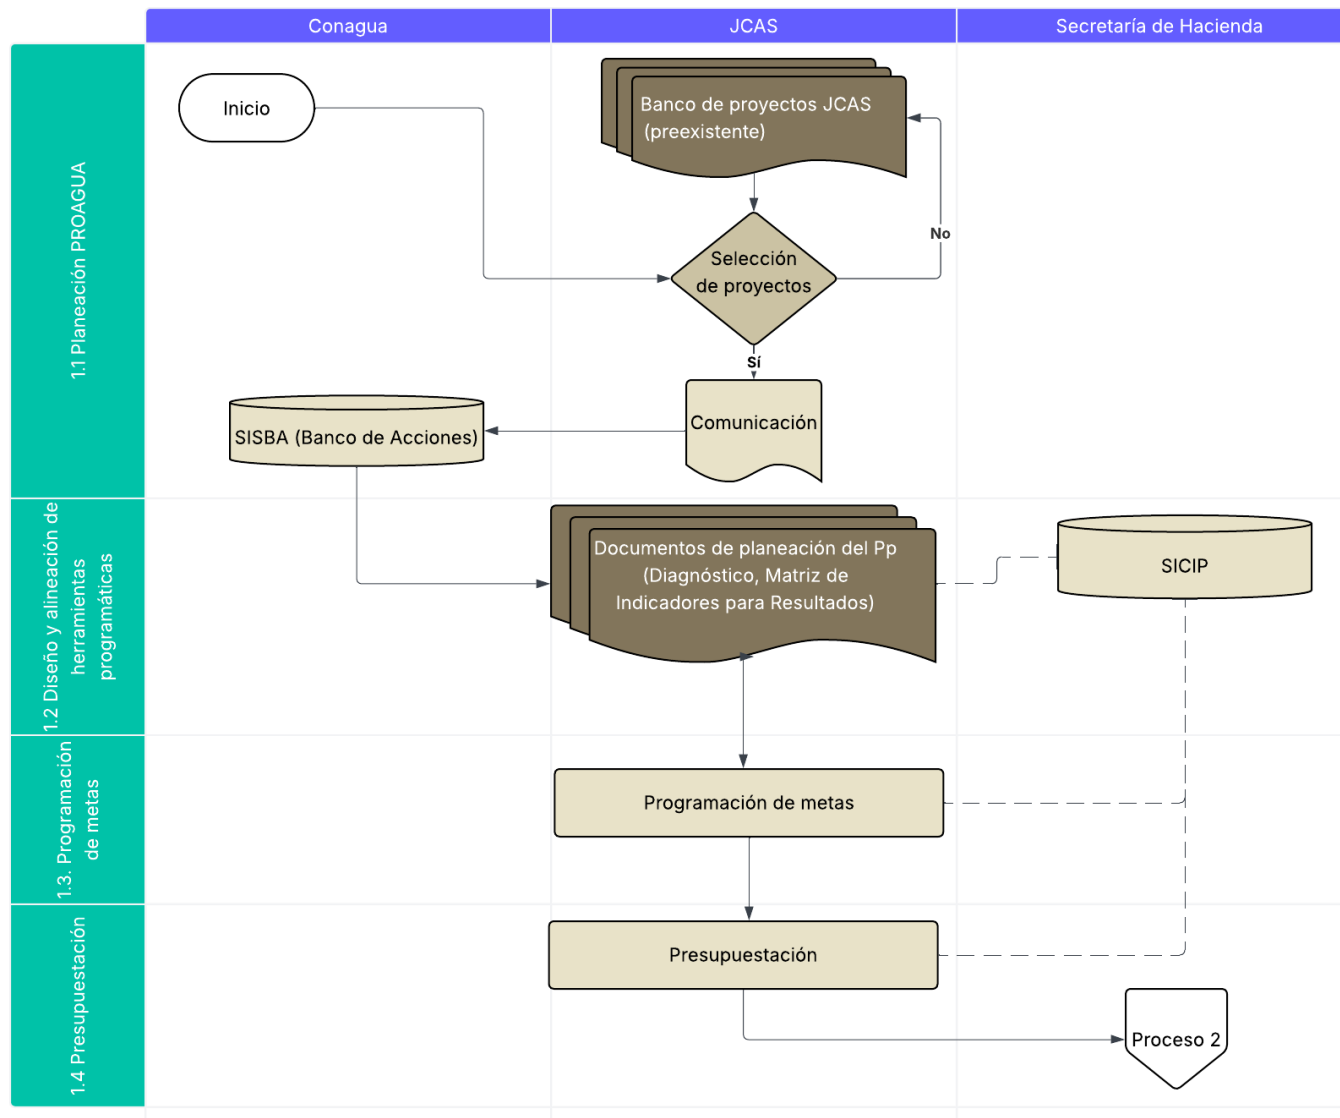 Conagua
JCAS
Secretaría de Hacienda
1.1 Planeación PROAGUA
Inicio
Banco de proyectos JCAS
(preexistente)
No
Selección
de proyectos
Sí
Comunicación
SISBA (Banco de Acciones)
1.2 Diseño y alineación de
herramientas
programáticas
Documentos de planeación del Pp
(Diagnóstico, Matriz de
Indicadores para Resultados)
SICIP
1.3. Programación
de metas
Programación de metas
1.4 Presupuestación
Presupuestación
Proceso 2